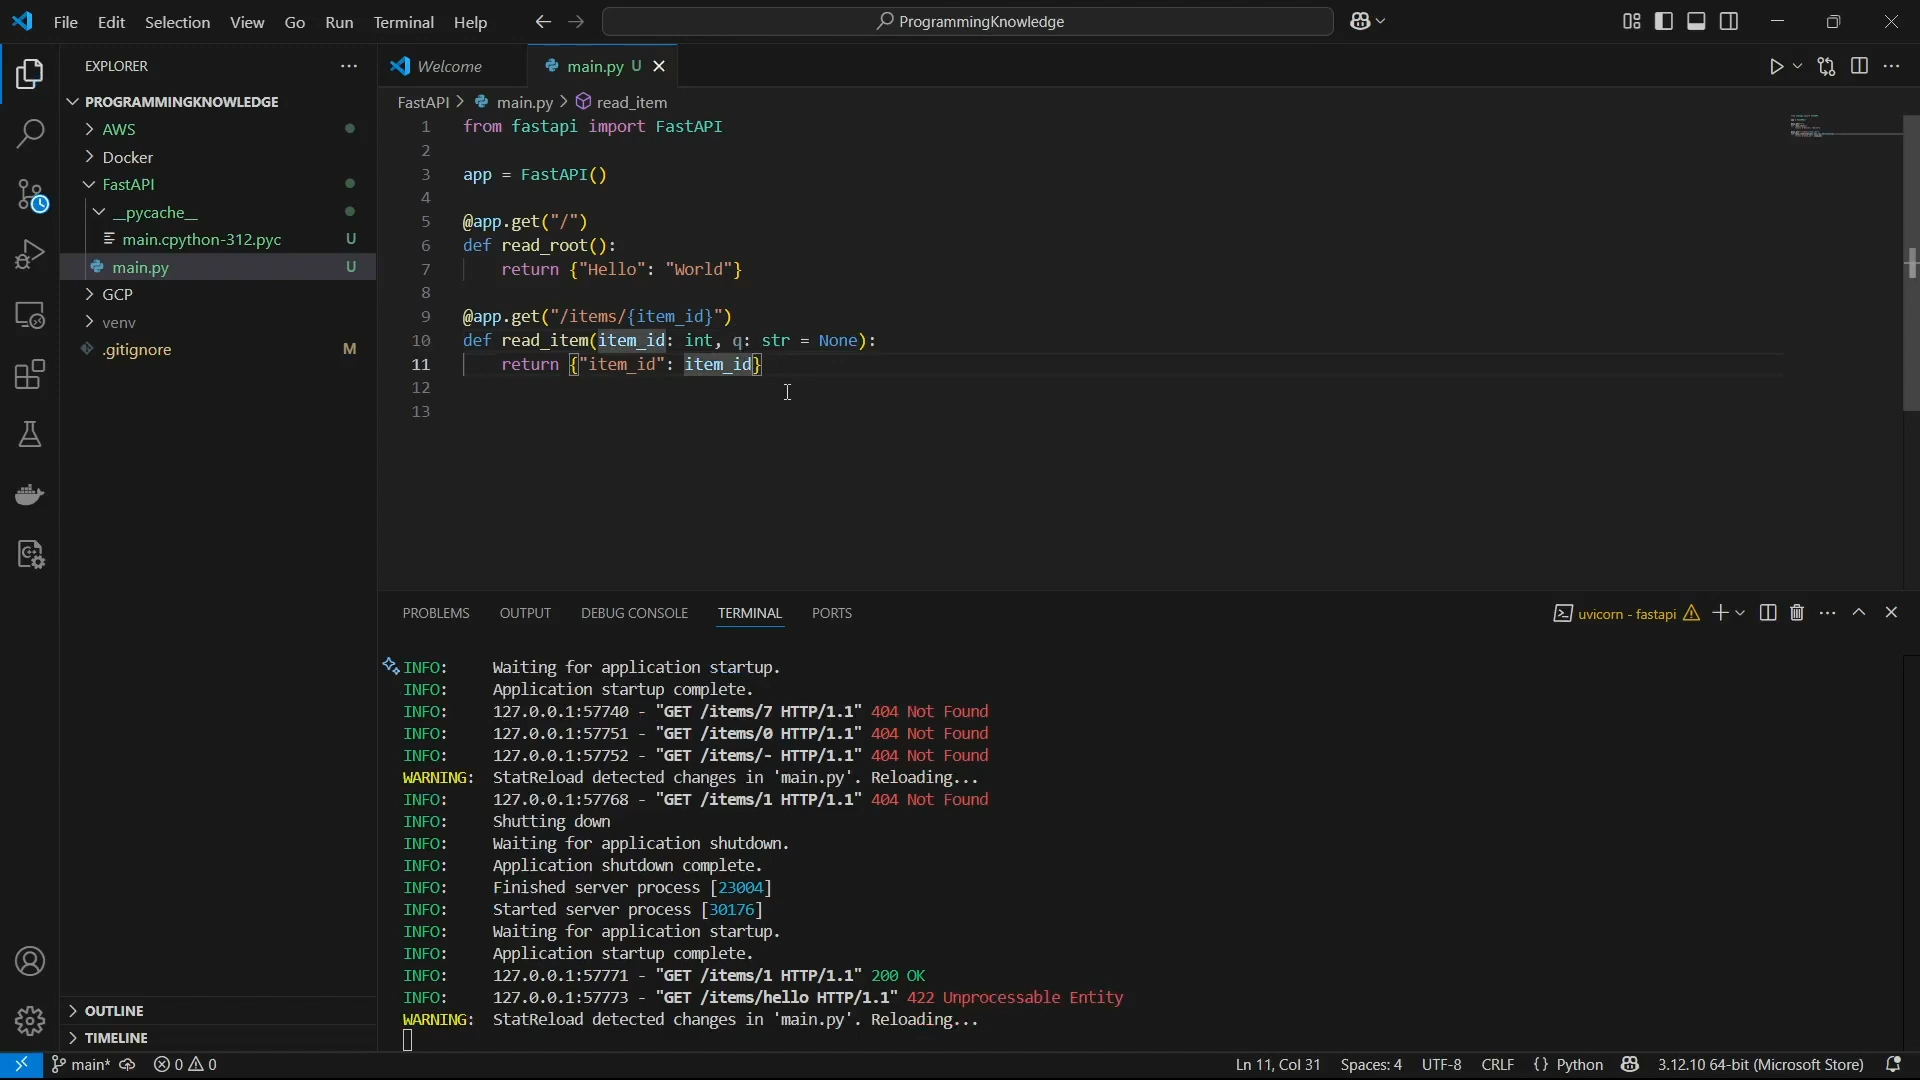 File Edit Selection View Go Run Terminal Help
ProgrammingKnowledge
EXPLORER
PROGRAMMINGKNOWLEDGE
AWS
Docker
FastAPI
__pycache__
main.cpython-312.pyc U
main.py U
GCP
venv
.gitignore M
OUTLINE
TIMELINE
Welcome
main.py U
FastAPI > main.py > read_item
1 from fastapi import FastAPI
2
3 app = FastAPI()
4
5 @app.get("/")
6 def read_root():
7 return {"Hello": "World"}
8
9 @app.get("/items/{item_id}")
10 def read_item(item_id: int, q: str = None):
11 return {"item_id": item_id}
12
13
PROBLEMS OUTPUT DEBUG CONSOLE TERMINAL PORTS
uvicorn - fastapi
INFO: Waiting for application startup.
INFO: Application startup complete.
INFO: 127.0.0.1:57740 - "GET /items/7 HTTP/1.1" 404 Not Found
INFO: 127.0.0.1:57751 - "GET /items/0 HTTP/1.1" 404 Not Found
INFO: 127.0.0.1:57752 - "GET /items/- HTTP/1.1" 404 Not Found
WARNING: StatReload detected changes in 'main.py'. Reloading...
INFO: 127.0.0.1:57768 - "GET /items/1 HTTP/1.1" 404 Not Found
INFO: Shutting down
INFO: Waiting for application shutdown.
INFO: Application shutdown complete.
INFO: Finished server process [23004]
INFO: Started server process [30176]
INFO: Waiting for application startup.
INFO: Application startup complete.
INFO: 127.0.0.1:57771 - "GET /items/1 HTTP/1.1" 200 OK
INFO: 127.0.0.1:57773 - "GET /items/hello HTTP/1.1" 422 Unprocessable Entity
WARNING: StatReload detected changes in 'main.py'. Reloading...
main* 0 0 Ln 11, Col 31 Spaces: 4 UTF-8 CRLF {} Python 3.12.10 64-bit (Microsoft Store)